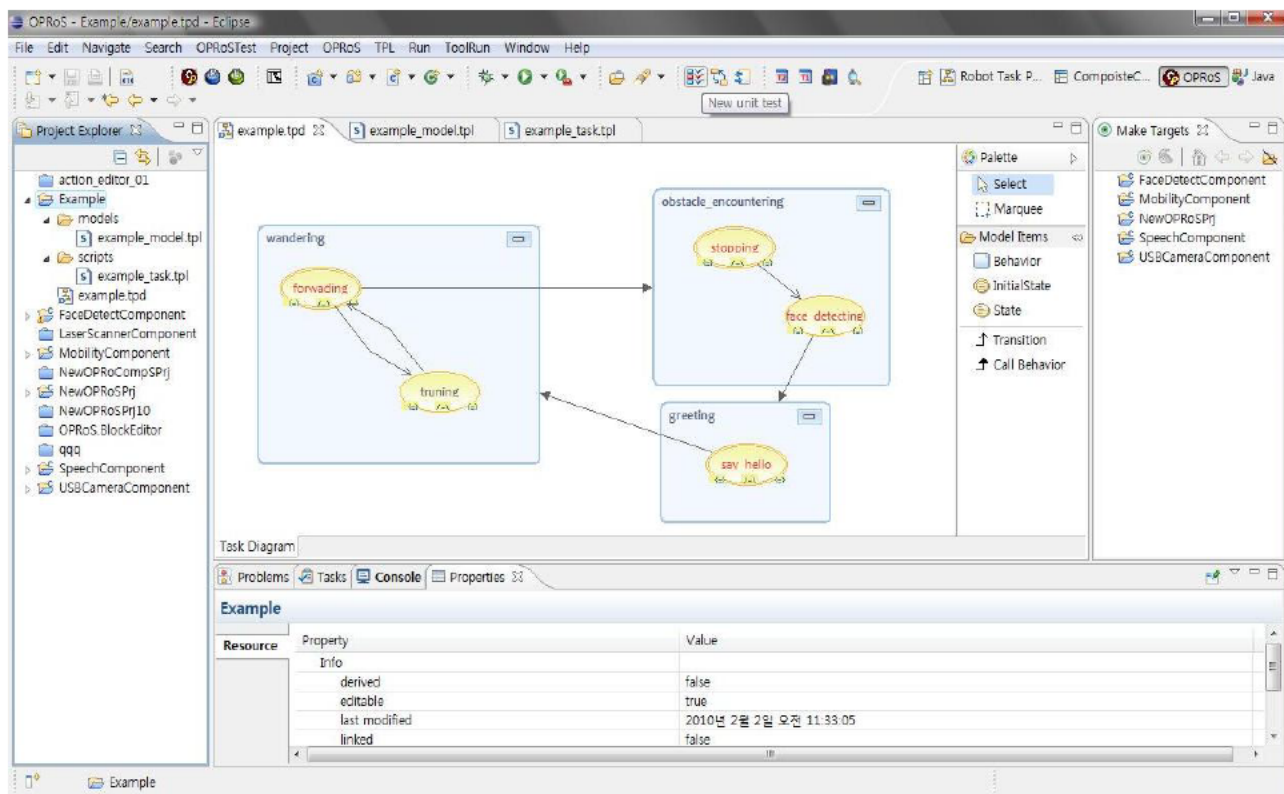 OPRoS - Example/example.tpd - Eclipse
File Edit Navigate Search OPRoSTest Project OPRoS TPL Run ToolRun Window Help
Robot Task P... CompoisteC... OPRoS Java
New unit test
Project Explorer
action_editor_01
Example
models
example_model.tpl
scripts
example_task.tpl
example.tpd
FaceDetectComponent
LaserScannerComponent
MobilityComponent
NewOPRoCompSPrj
NewOPRoSPrj
NewOPRoSPrj10
OPRoS.BlockEditor
qqq
SpeechComponent
USBCameraComponent
example.tpd example_model.tpl example_task.tpl
wandering
forwading
truning
obstacle_encountering
stopping
face_detecting
greeting
say_hello
Task Diagram
Palette
Select
Marquee
Model Items
Behavior
InitialState
State
Transition
Call Behavior
Make Targets
FaceDetectComponent
MobilityComponent
NewOPRoSPrj
SpeechComponent
USBCameraComponent
Problems Tasks Console Properties
Example
Resource
Property Value
Info
derived false
editable true
last modified 2010년 2월 2일 오전 11:33:05
linked false
Example